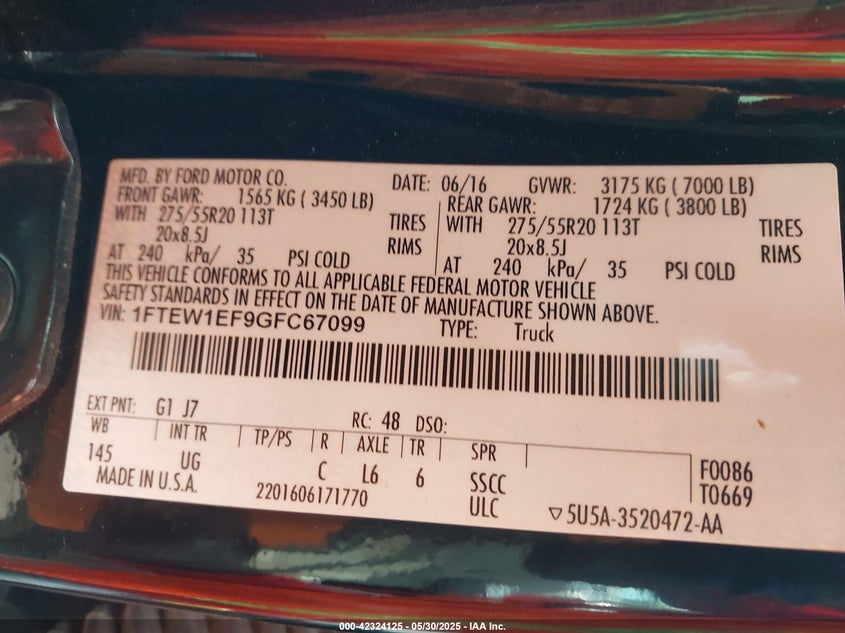 MFD. BY FORD MOTOR CO. DATE: 06/16 GVWR: 3175 KG ( 7000 LB)
FRONT GAWR: 1565 KG ( 3450 LB) REAR GAWR: 1724 KG ( 3800 LB)
WITH 275/55R20 113T TIRES WITH 275/55R20 113T TIRES
20x8.5J RIMS 20x8.5J RIMS
AT 240 kPa/ 35 PSI COLD AT 240 kPa/ 35 PSI COLD
THIS VEHICLE CONFORMS TO ALL APPLICABLE FEDERAL MOTOR VEHICLE
SAFETY STANDARDS IN EFFECT ON THE DATE OF MANUFACTURE SHOWN ABOVE.
VIN: 1FTEW1EF9GFC67099 TYPE: Truck
EXT PNT: G1 J7 RC: 48 DSO:
WB INT TR TP/PS R AXLE TR SPR
145 UG C L6 6 SSCC F0086
MADE IN U.S.A. 2201606171770 ULC T0669
▽5U5A-3520472-AA
000-42324125 - 05/30/2025 - IAA Inc.